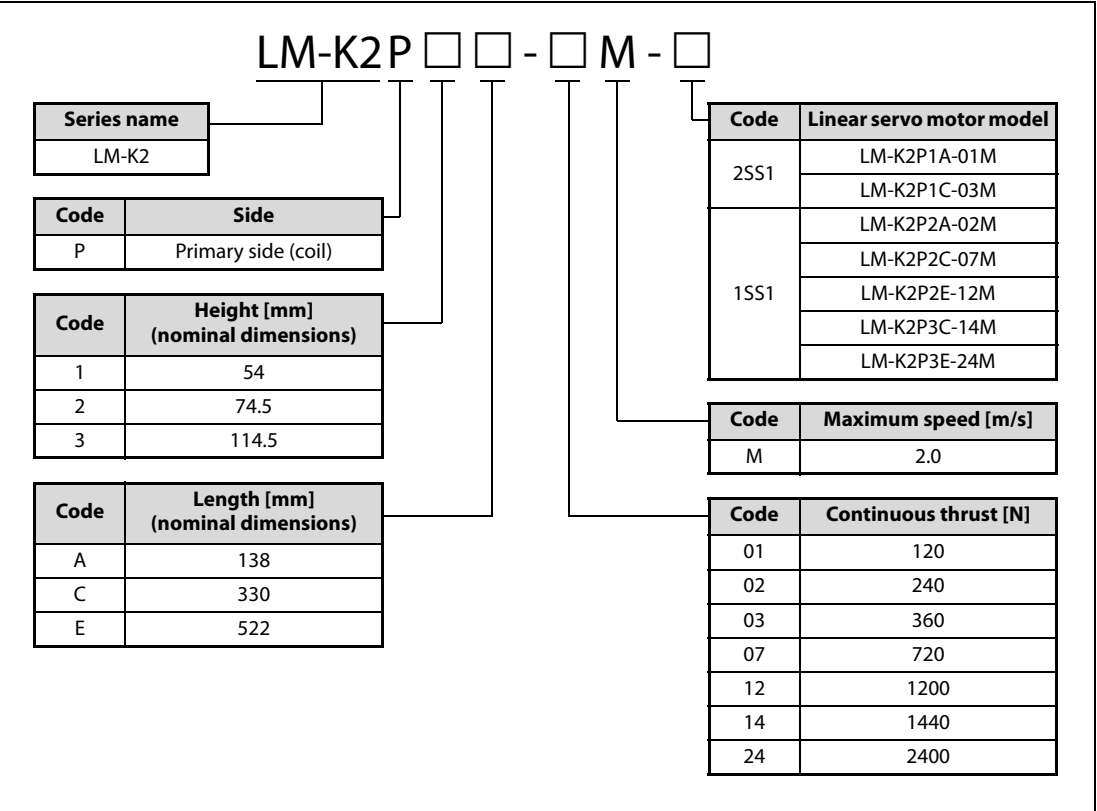 LM-K2 P □ □ - □ M - □
Series name
LM-K2
Code Side
P Primary side (coil)
Code Height [mm]
(nominal dimensions)
1 54
2 74.5
3 114.5
Code Length [mm]
(nominal dimensions)
A 138
C 330
E 522
Code Linear servo motor model
2SS1 LM-K2P1A-01M
LM-K2P1C-03M
1SS1 LM-K2P2A-02M
LM-K2P2C-07M
LM-K2P2E-12M
LM-K2P3C-14M
LM-K2P3E-24M
Code Maximum speed [m/s]
M 2.0
Code Continuous thrust [N]
01 120
02 240
03 360
07 720
12 1200
14 1440
24 2400